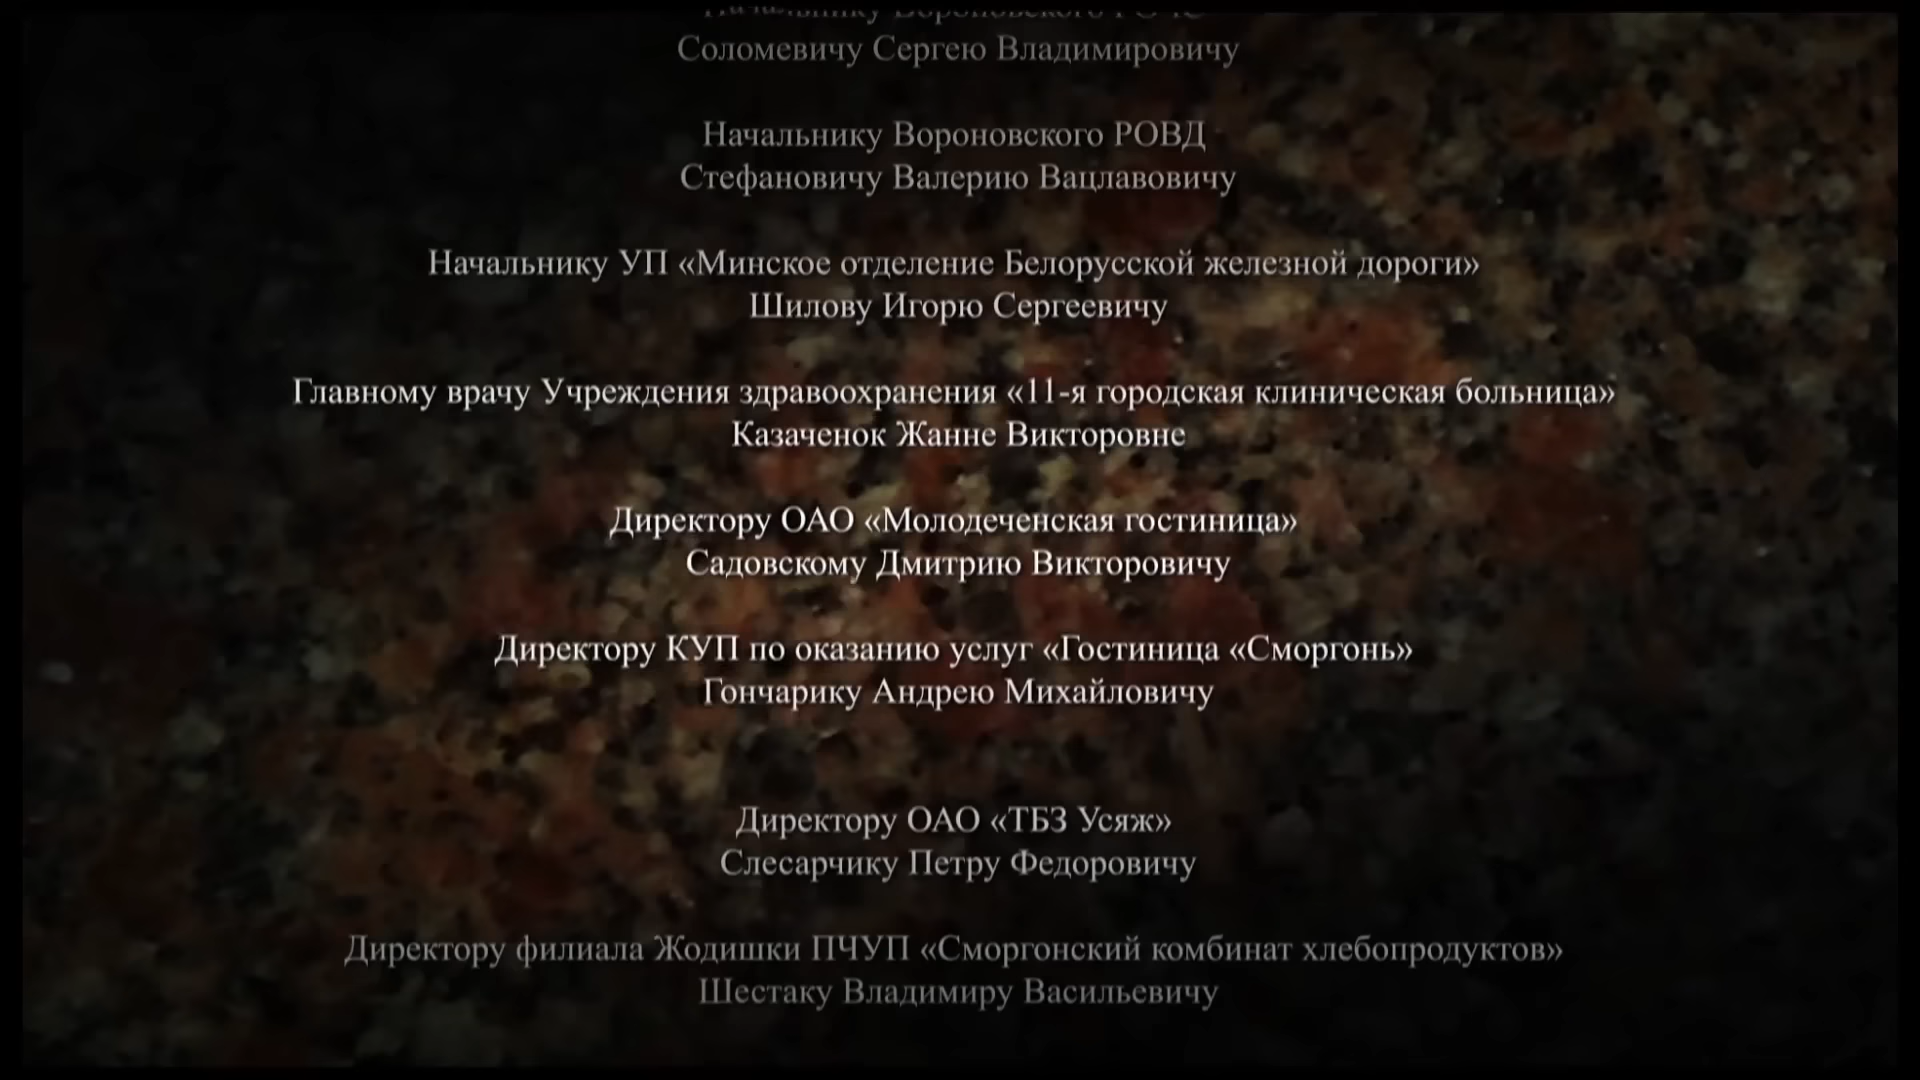 Начальнику Вороновского
Соломевичу Сергею Владимировичу
Начальнику Вороновского РОВД
Стефановичу Валерию Вацлавовичу
Начальнику УП «Минское отделение Белорусской железной дороги»
Шилову Игорю Сергеевичу
Главному врачу Учреждения здравоохранения «11-я городская клиническая больница»
Казаченок Жанне Викторовне
Директору ОАО «Молодеченская гостиница»
Садовскому Дмитрию Викторовичу
Директору КУП по оказанию услуг «Гостиница «Сморгонь»
Гончарику Андрею Михайловичу
Директору ОАО «ТБЗ Усяж»
Слесарчику Петру Федоровичу
Директору филиала Жодишки ПЧУП «Сморгонский комбинат хлебопродуктов»
Шестаку Владимиру Васильевичу